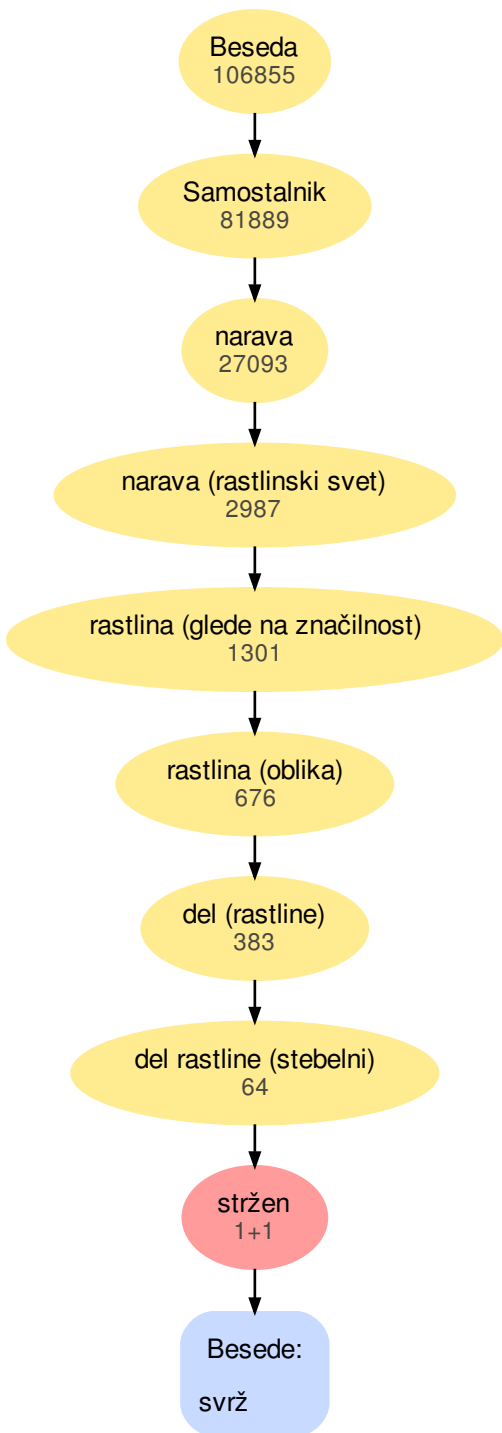 Beseda
106855
Samostalnik
81889
narava
27093
narava (rastlinski svet)
2987
rastlina (glede na značilnost)
1301
rastlina (oblika)
676
del (rastline)
383
del rastline (stebelni)
64
stržen
1+1
Besede:
svrž